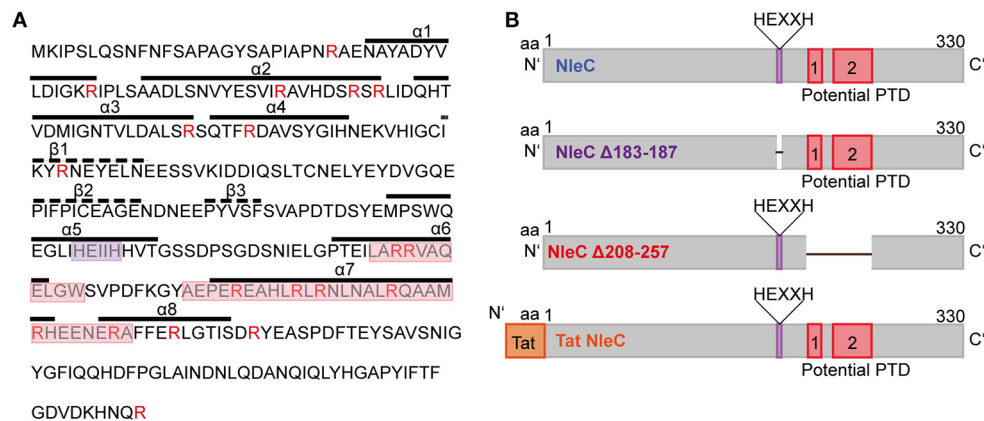 A
α1
MKIPSLQSNFNFSAPAGYSAPIAPNRAENAYADYV
α2
LDIGKRIPLSAADLSNVYESVIRAVHDSRSRLIDQHT
α3 α4
VDMIGNTVLDALSRSQTFRDAVSYGIHNEKVHIGCI
β1
KYRNEYELNEESSVKIDDIQSLTCNELYEYDVGQE
β2 β3
PIFPICEAGENDNEEPYVSFSVAPDTDSYEMPSWQ
α5 α6
EGLIHEIIHHVTGSSDPSGDSNIELGPTEILARRVAQ
α7
ELGWSVPDFKGYAEPEREAHLRLRNLNALRQAAM
α8
RHEENERAFFERLGTISDRYEASPDFTEYSAVSNIG
YGFIQQHDFPGLAINDNLQDANQIQLYHGAPYIFTF
GDVDKHNQR
B
HEXXH
aa 1 330
N' NleC 1 2 C'
Potential PTD
aa 1 330
N' NleC Δ183-187 1 2 C'
Potential PTD
HEXXH
aa 1 330
N' NleC Δ208-257 C'
HEXXH
N' aa 1 330
Tat Tat NleC 1 2 C'
Potential PTD